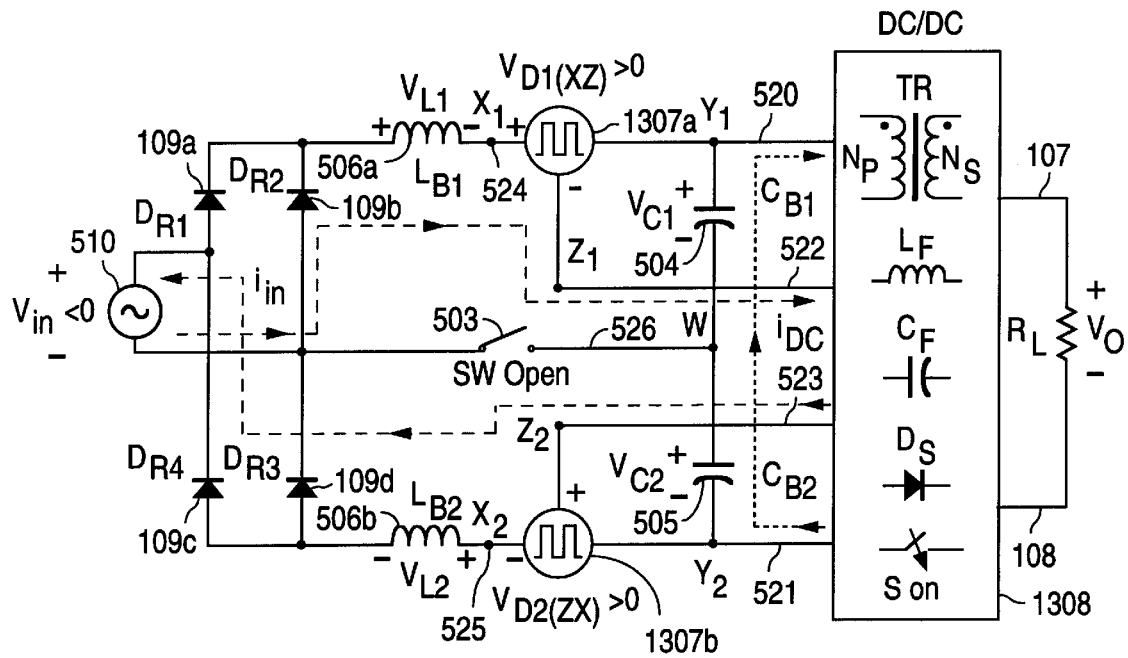 DC/DC
V_D1(XZ) >0
V_L1
X_1
+
-
+
1307a
Y_1
520
TR
109a
D_R2
506a
L_B1
524
-
N_P
N_S
107
109b
D_R1
V_C1
+
-
C_B1
510
504
Z_1
522
L_F
+
V_in <0
-
i_in
503
W
i_DC
526
SW Open
C_F
R_L
+
V_O
-
523
Z_2
D_R4
D_R3
109d
L_B2
V_C2
+
-
C_B2
D_S
506b
X_2
+
505
109c
-
+
-
V_L2
Y_2
521
108
525
V_D2(ZX) >0
S on
1307b
1308